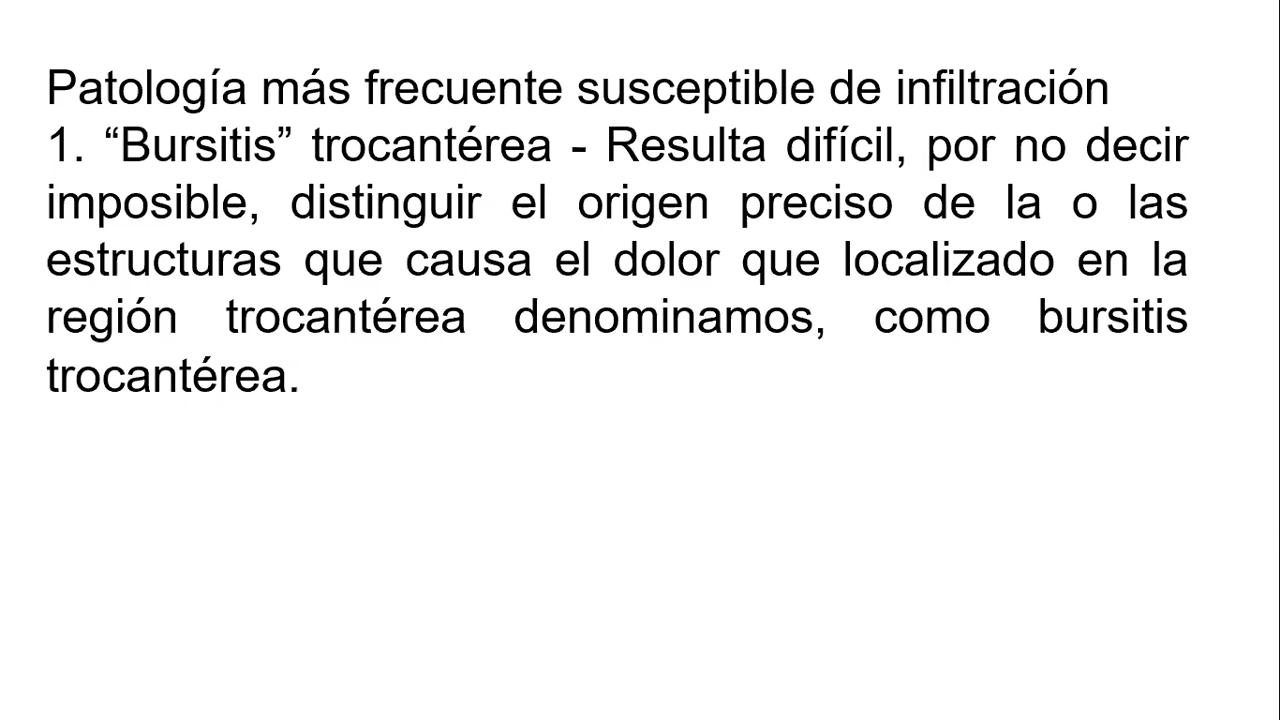 Patología más frecuente susceptible de infiltración
1. “Bursitis” trocantérea - Resulta difícil, por no decir
imposible, distinguir el origen preciso de la o las
estructuras que causa el dolor que localizado en la
región trocantérea denominamos, como bursitis
trocantérea.